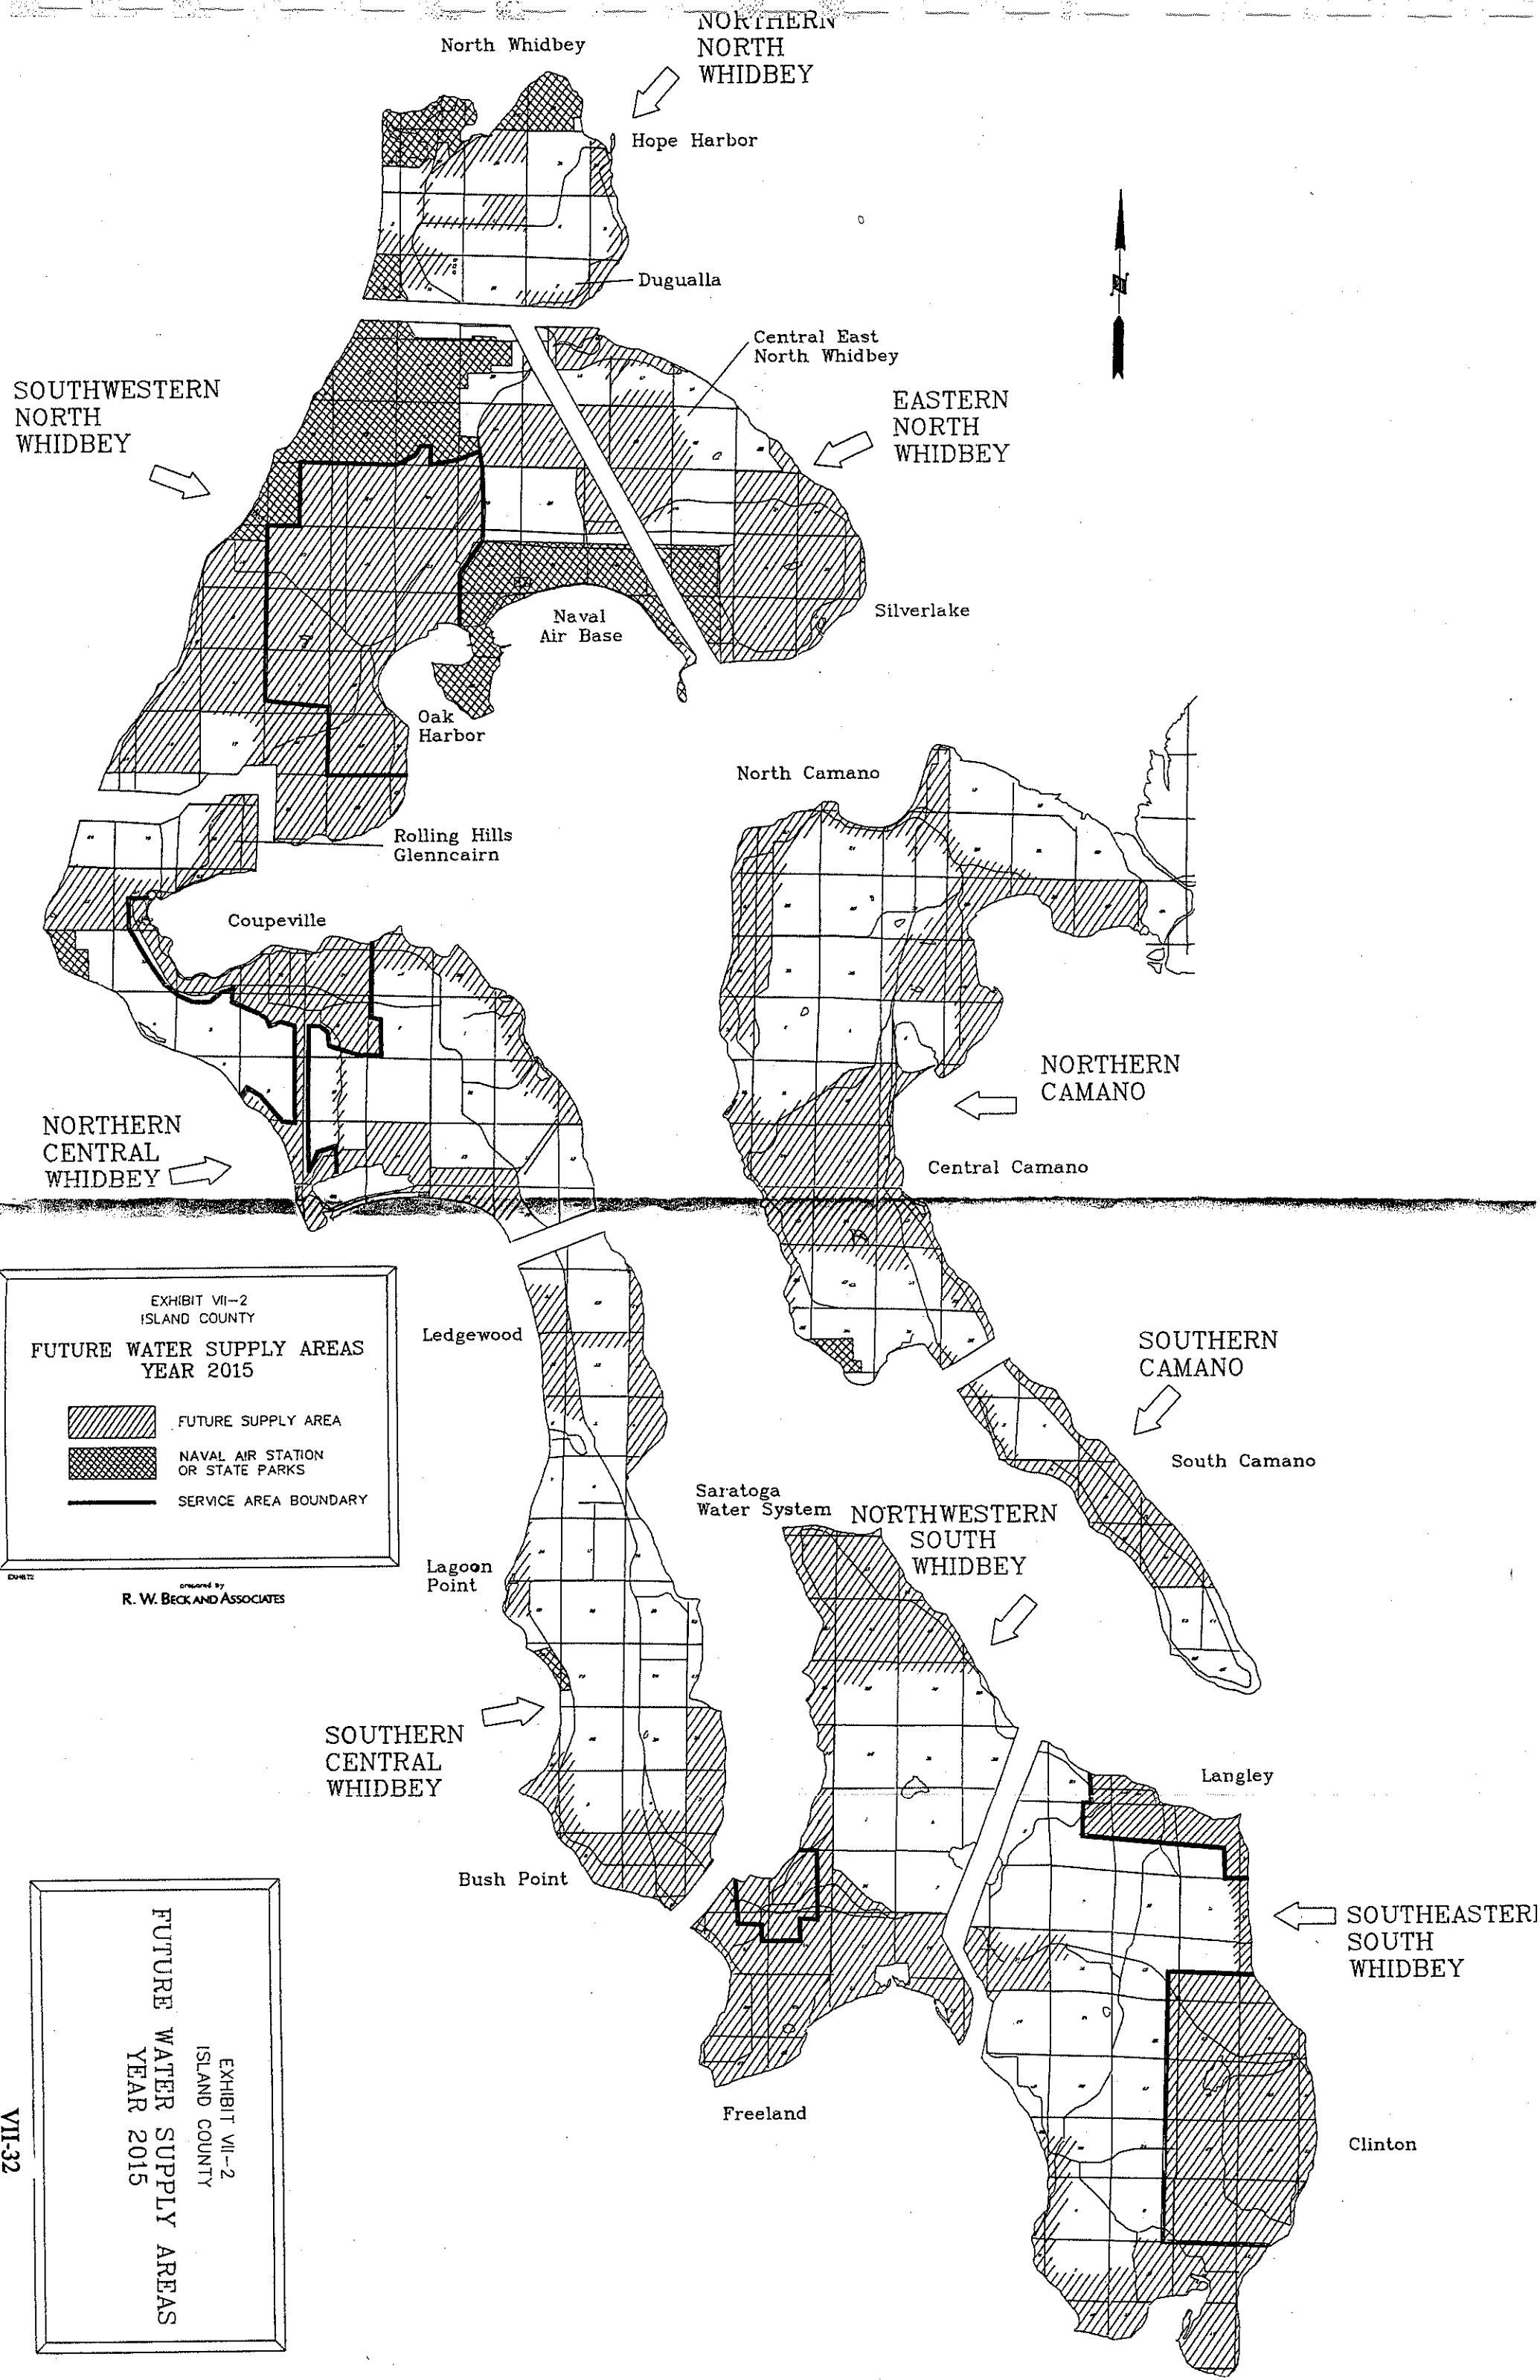 North Whidbey
NORTHERN
NORTH
WHIDBEY
Hope Harbor
Dugualla
Central East
North Whidbey
SOUTHWESTERN
NORTH
WHIDBEY
EASTERN
NORTH
WHIDBEY
Silverlake
Naval
Air Base
Oak
Harbor
North Camano
Rolling Hills
Glenncairn
Coupeville
NORTHERN
CAMANO
NORTHERN
CENTRAL
WHIDBEY
Central Camano
EXHIBIT VII-2
ISLAND COUNTY
FUTURE WATER SUPPLY AREAS
YEAR 2015
FUTURE SUPPLY AREA
NAVAL AIR STATION
OR STATE PARKS
SERVICE AREA BOUNDARY
prepared by
R. W. BECK AND ASSOCIATES
Ledgewood
SOUTHERN
CAMANO
South Camano
Saratoga
Water System
NORTHWESTERN
SOUTH
WHIDBEY
Lagoon
Point
SOUTHERN
CENTRAL
WHIDBEY
Langley
Bush Point
SOUTHEASTER
SOUTH
WHIDBEY
Freeland
Clinton
EXHIBIT VII-2
ISLAND COUNTY
FUTURE WATER SUPPLY AREAS
YEAR 2015
VII-32